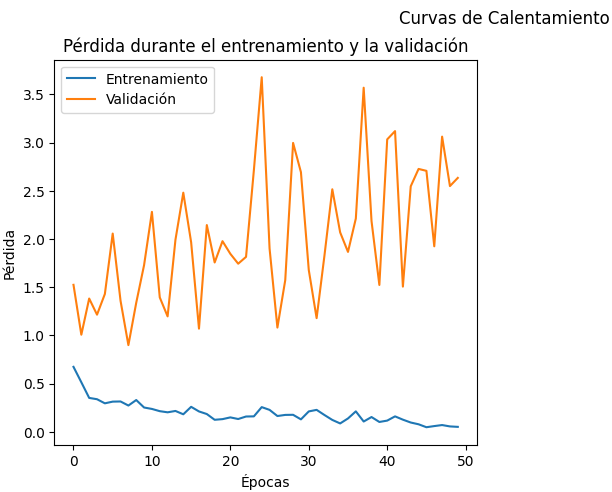 Curvas de Calentamiento
Pérdida durante el entrenamiento y la validación
Entrenamiento
Validación
Pérdida
3.5
3.0
2.5
2.0
1.5
1.0
0.5
0.0
0 10 20 30 40 50
Épocas